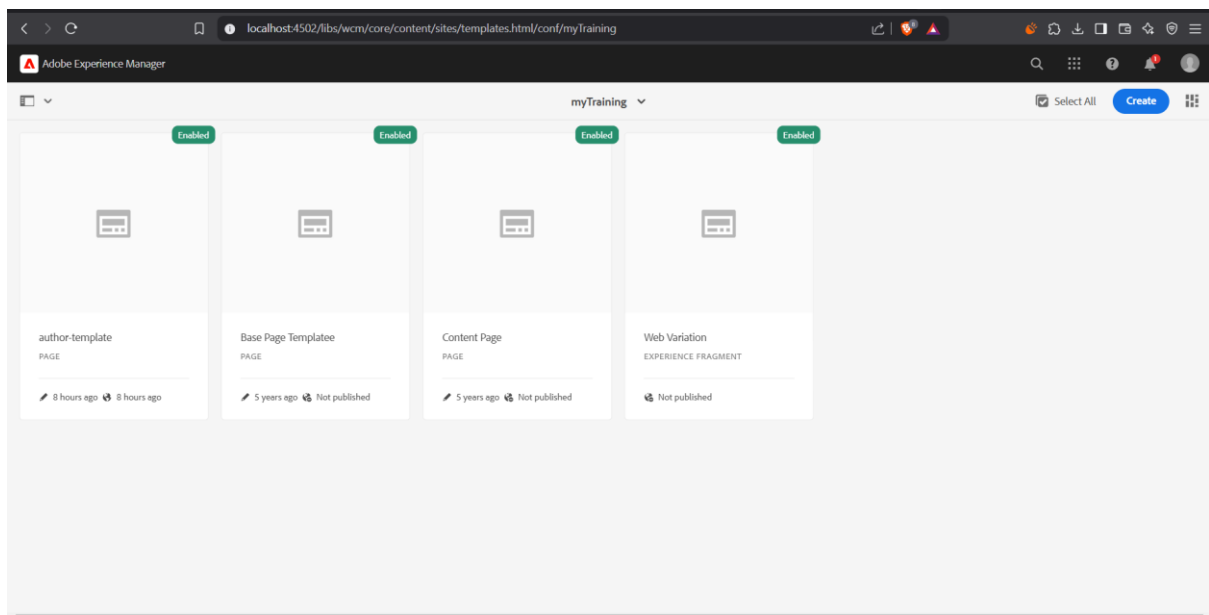 localhost:4502/libs/wcm/core/content/sites/templates.html/conf/myTraining
Adobe Experience Manager
myTraining
Select All
Create
Enabled
Enabled
Enabled
Enabled
author-template
PAGE
8 hours ago 8 hours ago
Base Page Templatee
PAGE
5 years ago Not published
Content Page
PAGE
5 years ago Not published
Web Variation
EXPERIENCE FRAGMENT
Not published